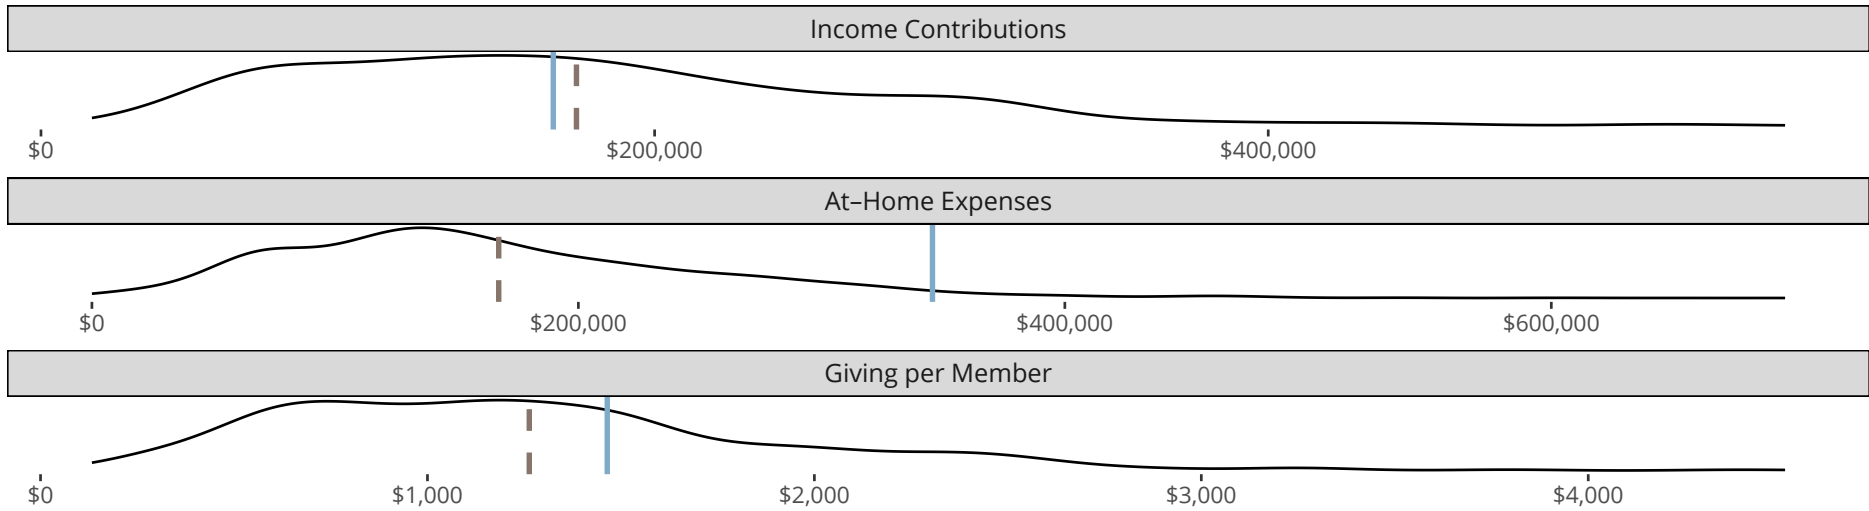 Income Contributions
$0 $200,000 $400,000
At–Home Expenses
$0 $200,000 $400,000 $600,000
Giving per Member
$0 $1,000 $2,000 $3,000 $4,000